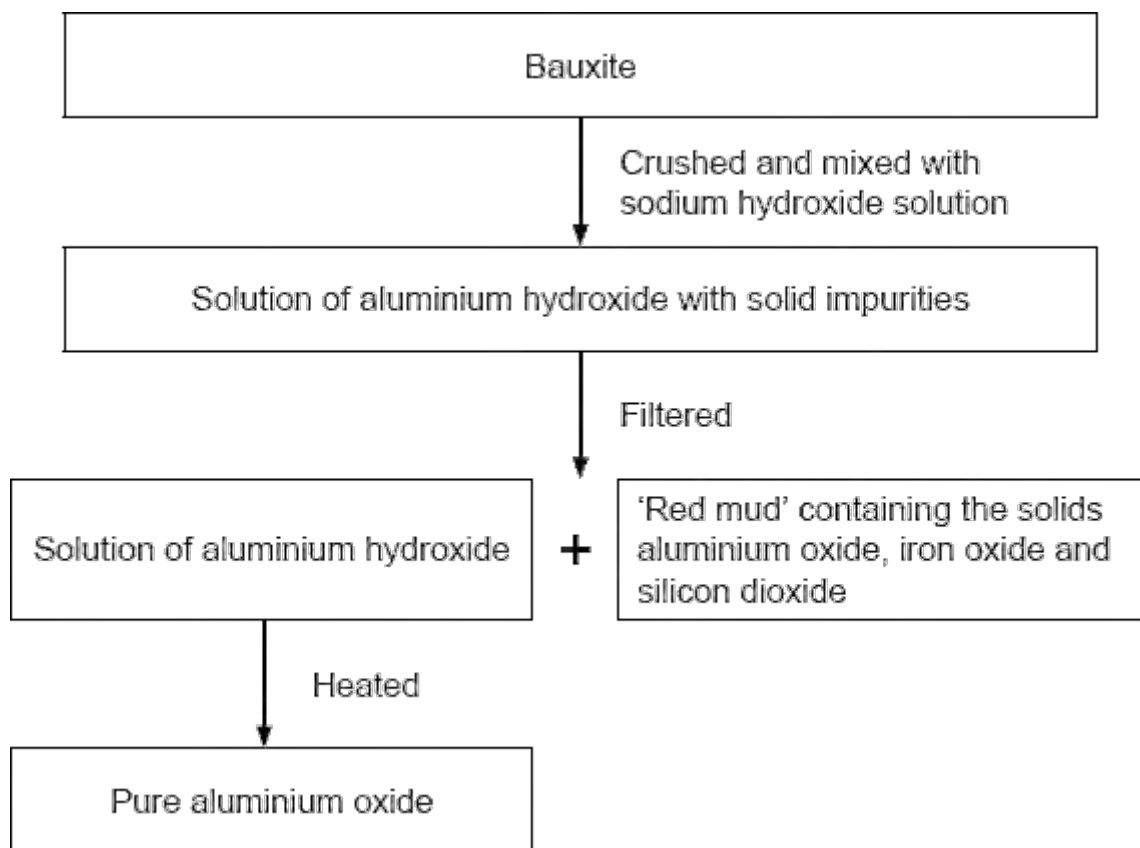 Bauxite
Crushed and mixed with
sodium hydroxide solution
Solution of aluminium hydroxide with solid impurities
Filtered
Solution of aluminium hydroxide
+
‘Red mud’ containing the solids
aluminium oxide, iron oxide and
silicon dioxide
Heated
Pure aluminium oxide